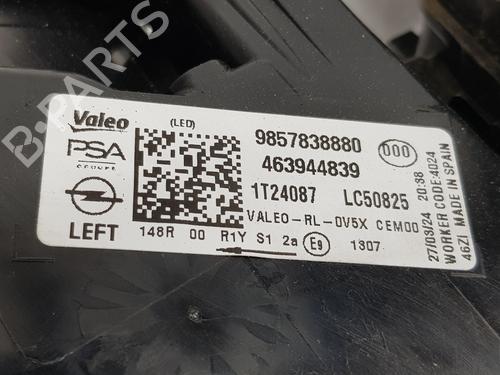 Valeo
(LED)
9857838880
000
PSA
GROUPE
463944839
1T24087 LC50825
VALEO-RL-0V5X CEM00
LEFT
148R 00 R1Y S1 2a E9 1307
27/03/24 20:38
WORKER CODE:4024
46ZI MADE IN SPAIN
B-PARTS